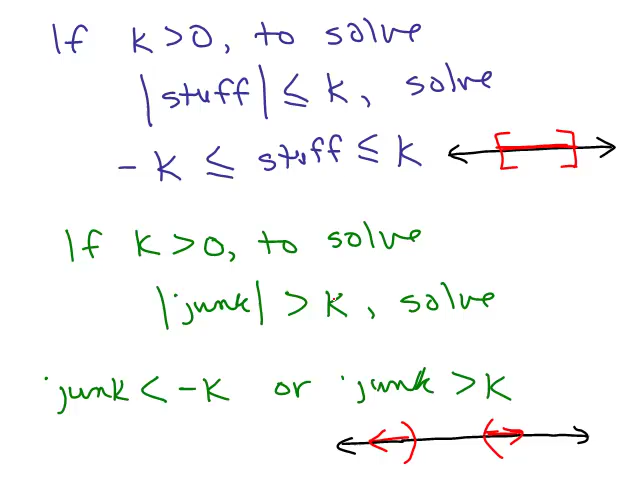 If k>0, to solve
|stuff| ≤ k, solve
-k ≤ stuff ≤ k
If k>0, to solve
|junk| > k, solve
junk < -k or junk > k